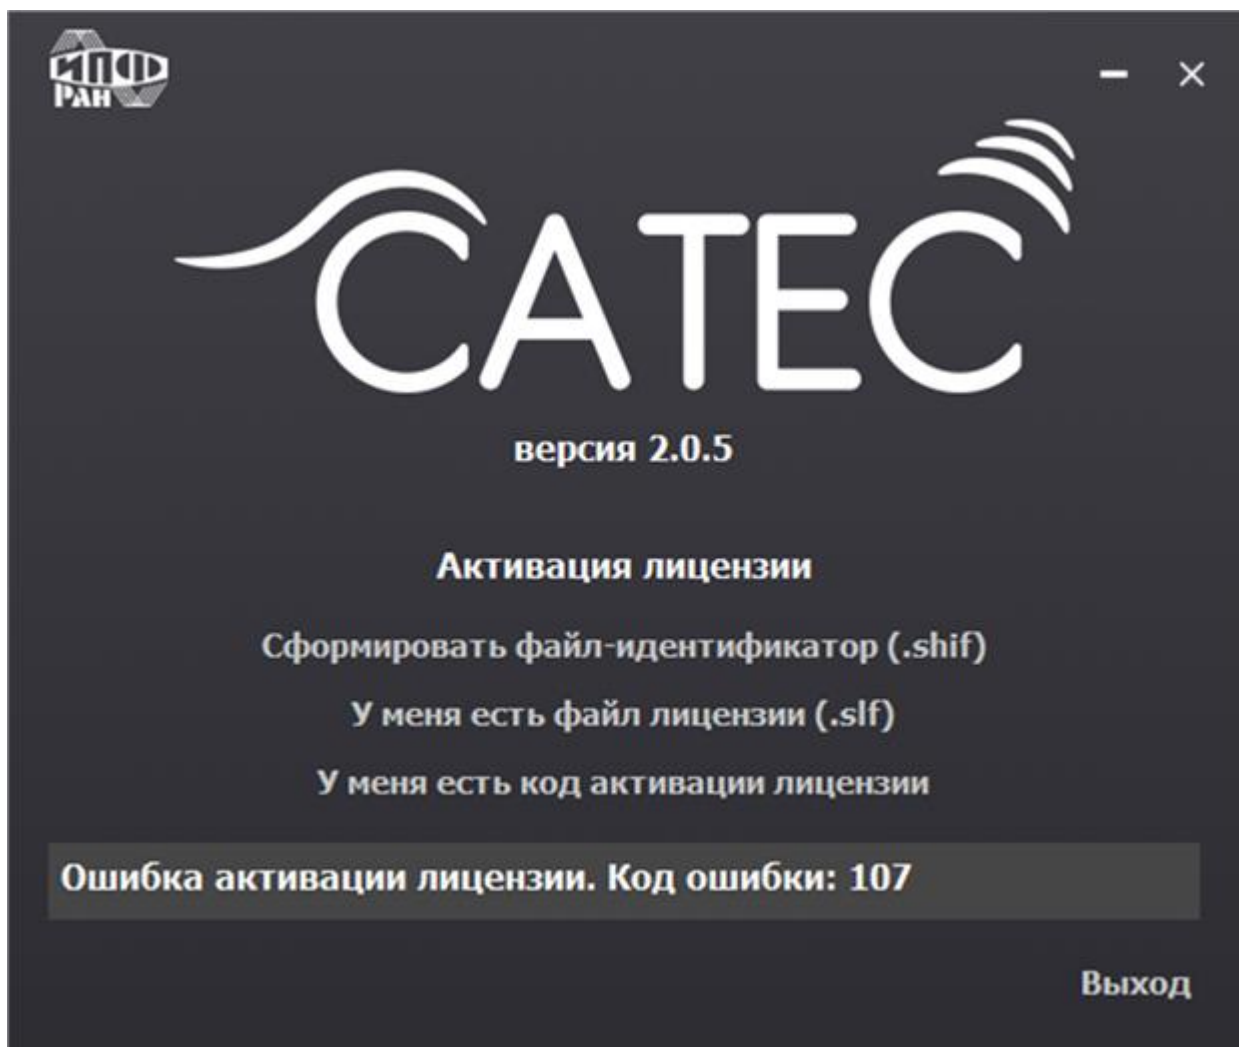 ИПФ
РАН
CATEC
версия 2.0.5
Активация лицензии
Сформировать файл-идентификатор (.shif)
У меня есть файл лицензии (.slf)
У меня есть код активации лицензии
Ошибка активации лицензии. Код ошибки: 107
Выход